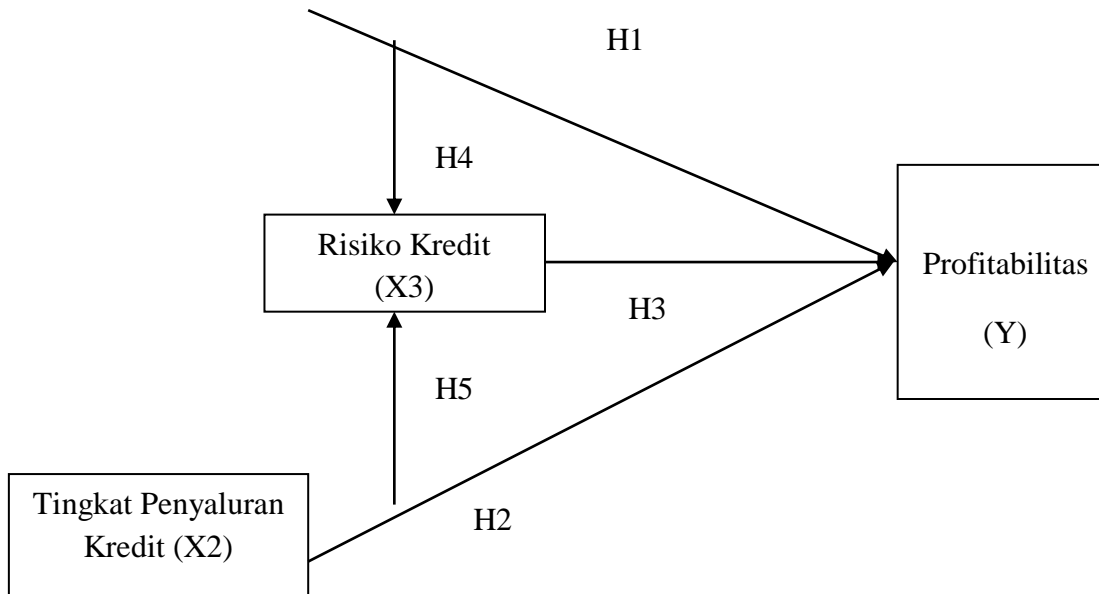 H1
H4
Risiko Kredit
(X3)
Profitabilitas
(Y)
H3
H5
Tingkat Penyaluran
Kredit (X2)
H2